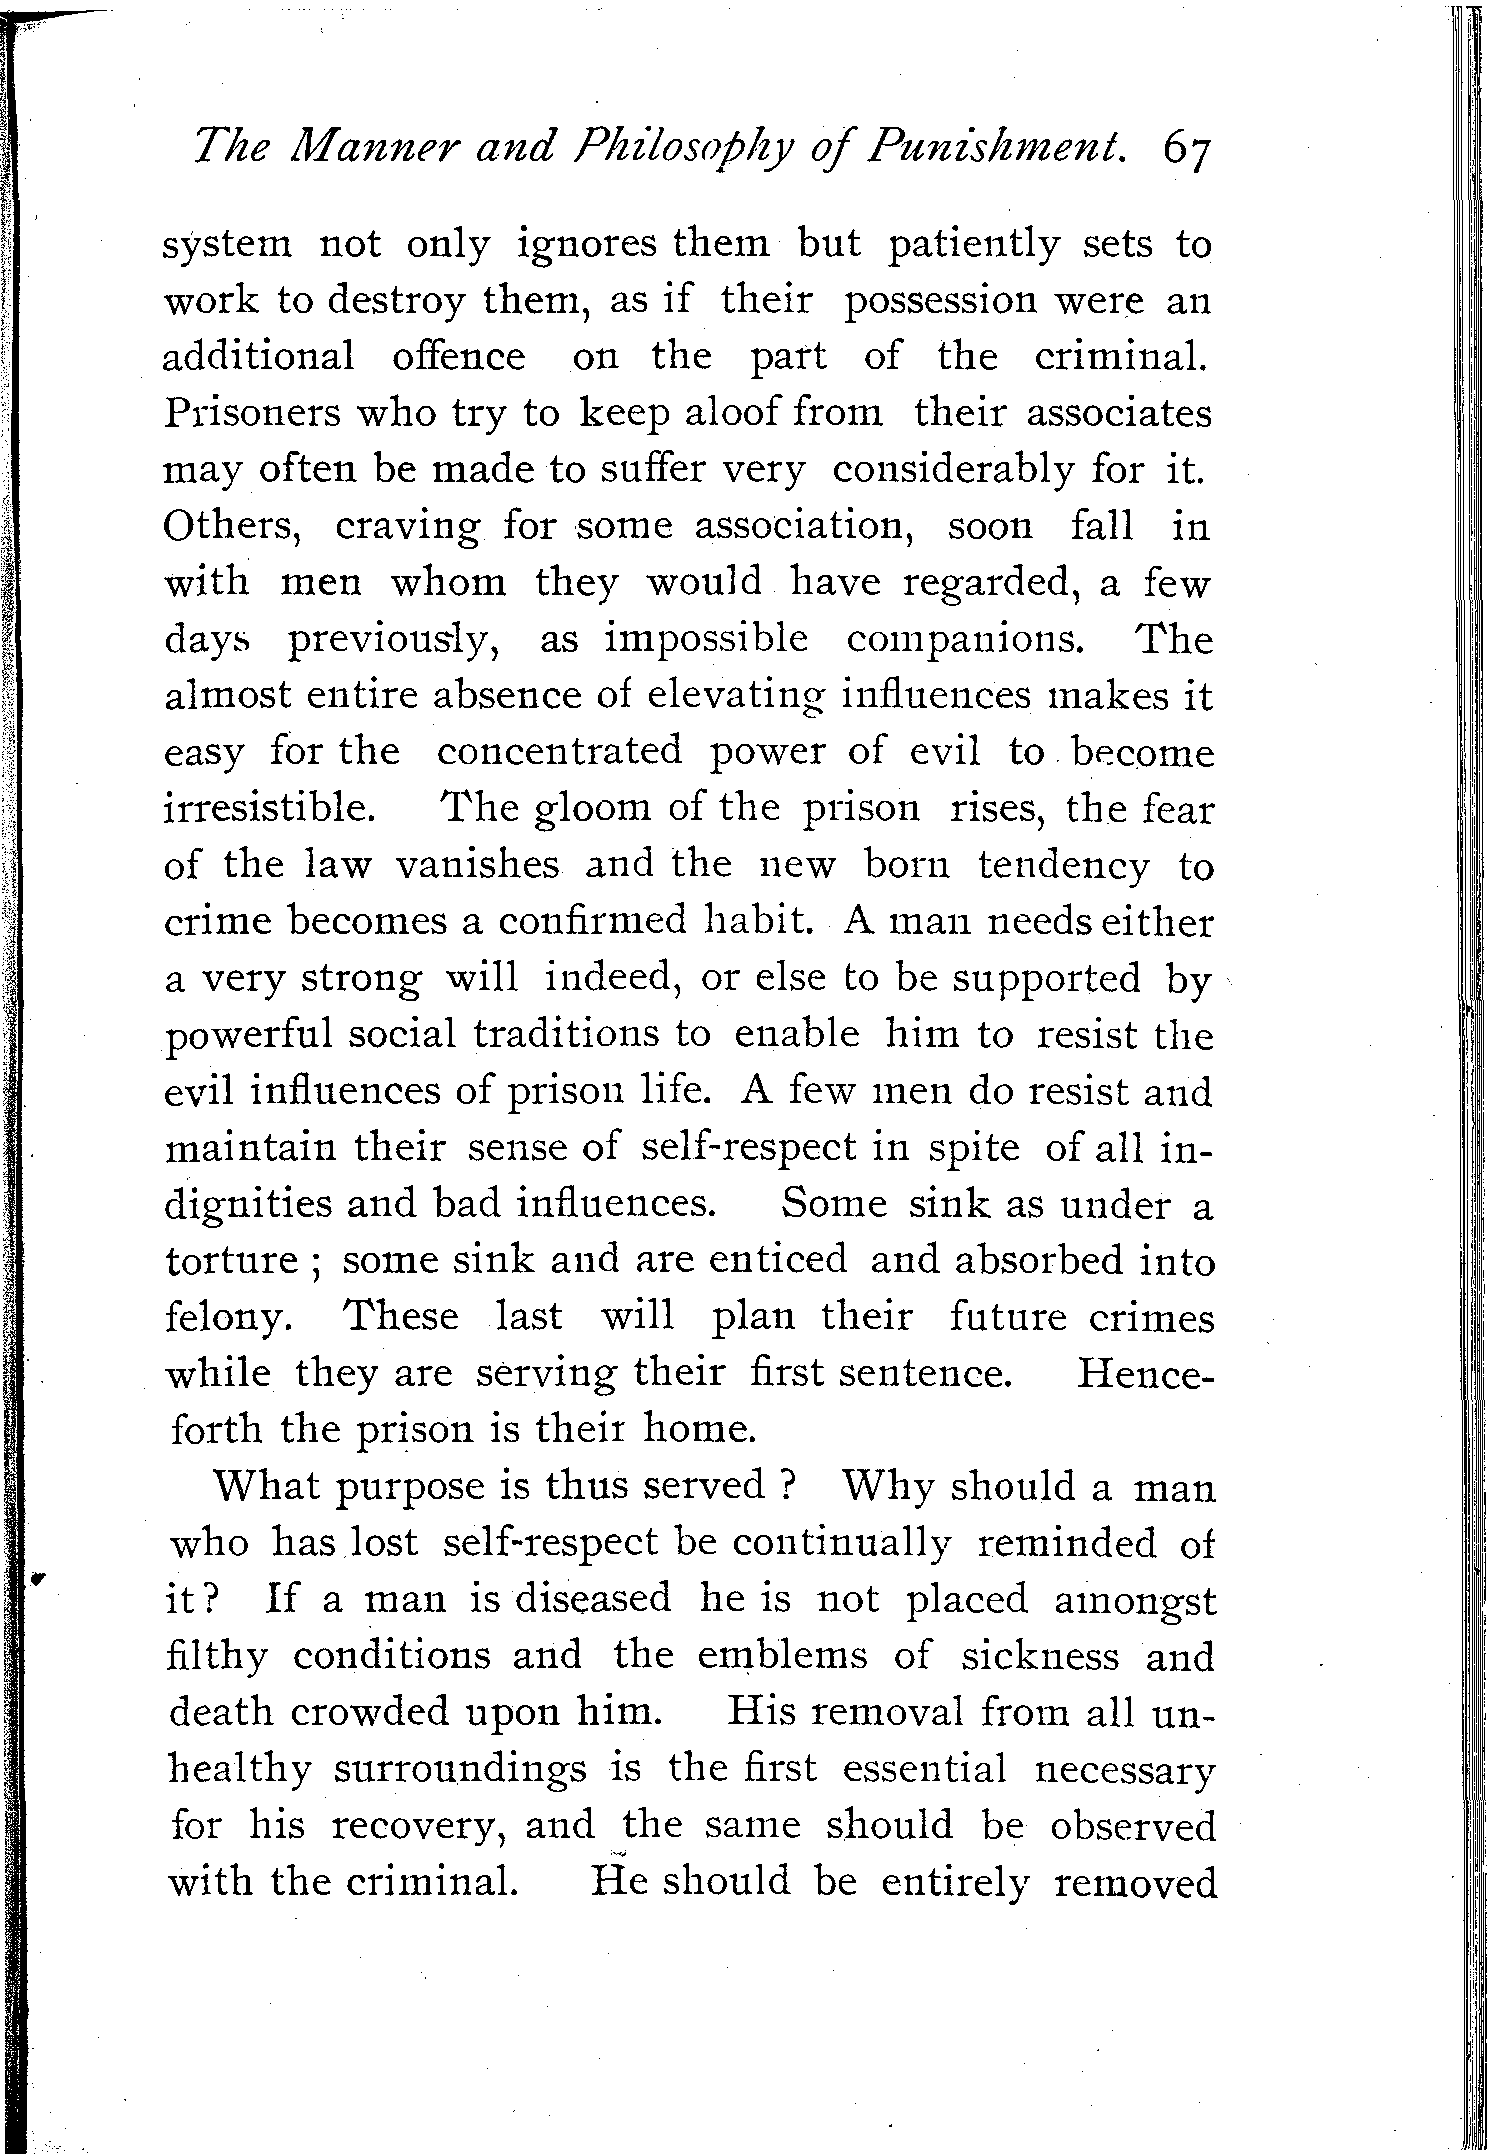 The Manner and Philosophy of Punishment. 67
system not only ignores them but patiently sets to
work to destroy them, as if their possession were an
additional offence on the part of the criminal.
Prisoners who try to keep aloof from their associates
may often be made to suffer very considerably for it.
Others, craving for some association, soon fall in
with men whom they would have regarded, a few
days previously, as impossible companions. The
almost entire absence of elevating influences makes it
easy for the concentrated power of evil to become
irresistible. The gloom of the prison rises, the fear
of the law vanishes and the new born tendency to
crime becomes a confirmed habit. A man needs either
a very strong will indeed, or else to be supported by
powerful social traditions to enable him to resist the
evil influences of prison life. A few men do resist and
maintain their sense of self-respect in spite of all in-
dignities and bad influences. Some sink as under a
torture ; some sink and are enticed and absorbed into
felony. These last will plan their future crimes
while they are serving their first sentence. Hence-
forth the prison is their home.
What purpose is thus served ? Why should a man
who has lost self-respect be continually reminded of
it ? If a man is diseased he is not placed amongst
filthy conditions and the emblems of sickness and
death crowded upon him. His removal from all un-
healthy surroundings is the first essential necessary
for his recovery, and the same should be observed
with the criminal. He should be entirely removed